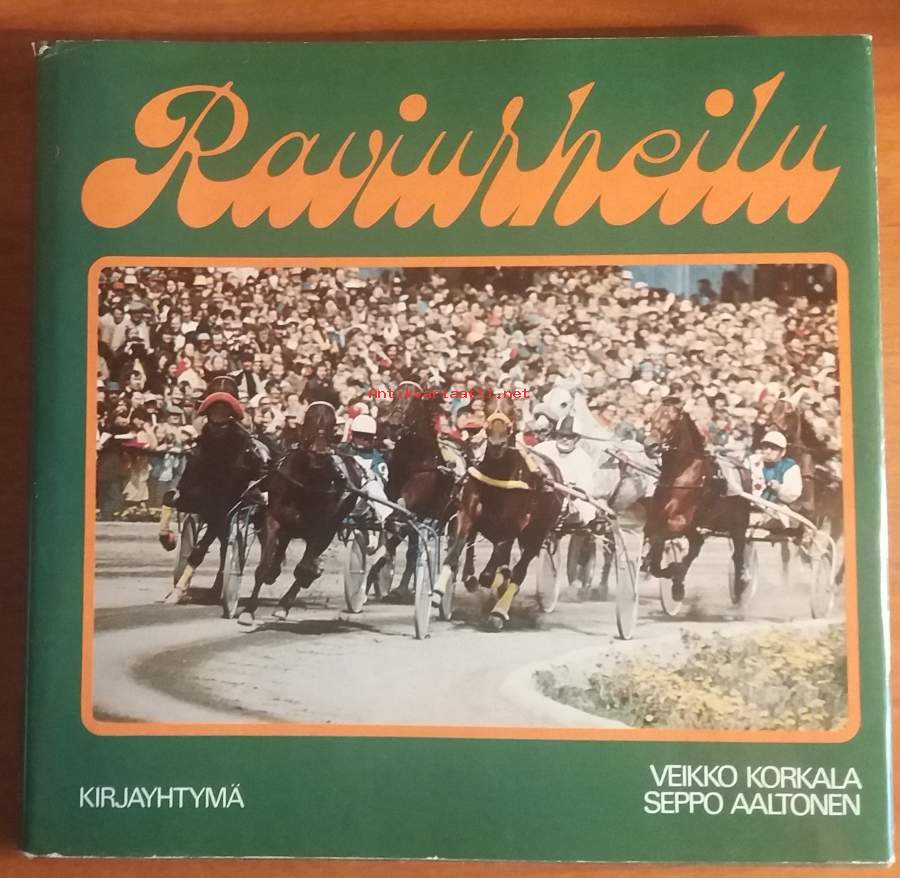 Raviurheilu
Antikvariaatti.net
KIRJAYHTYMÄ
VEIKKO KORKALA
SEPPO AALTONEN